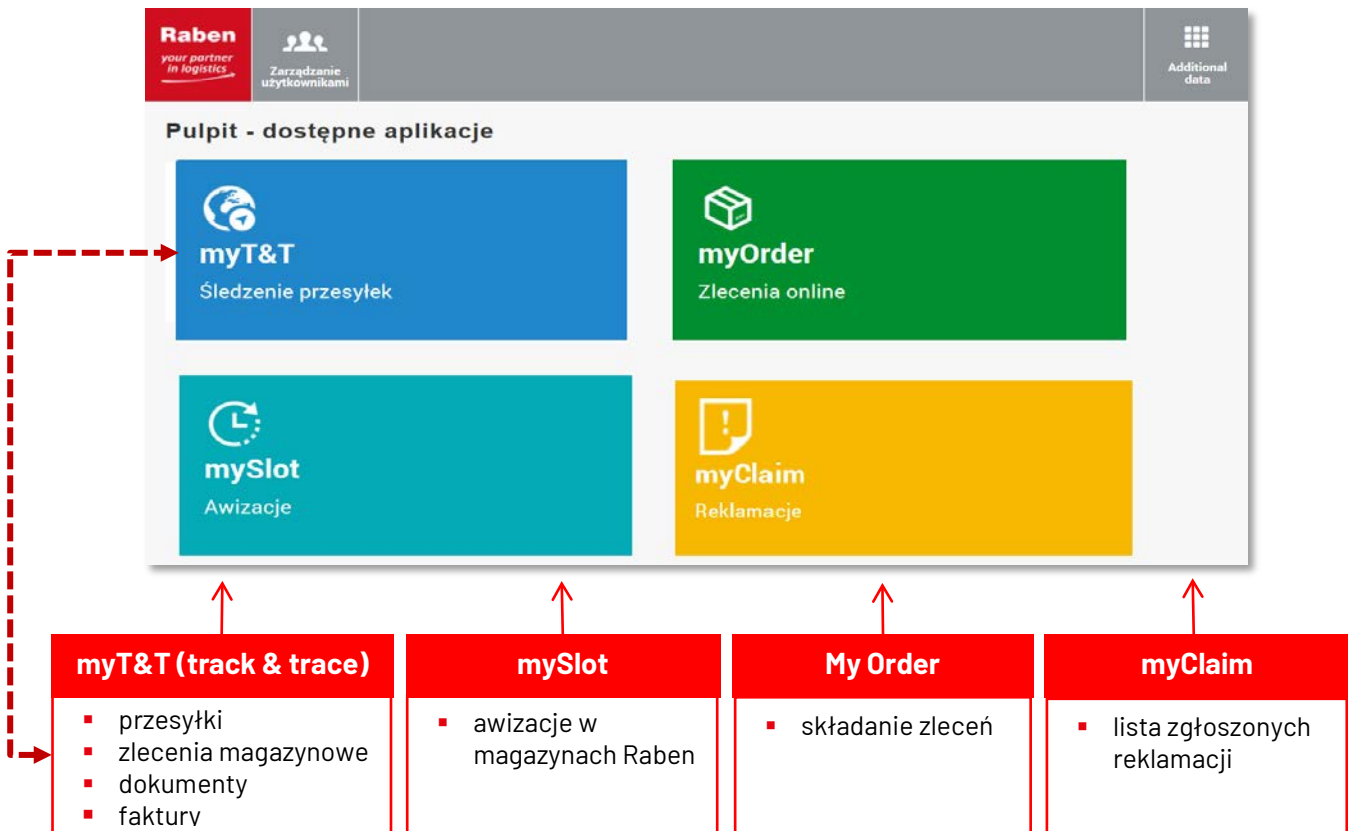 Raben
your partner
in logistics
Zarządzanie
użytkownikami
Additional
data
Pulpit - dostępne aplikacje
myT&T
Śledzenie przesyłek
myOrder
Zlecenia online
mySlot
Awizacje
myClaim
Reklamacje
myT&T (track & trace)
▪ przesyłki
▪ zlecenia magazynowe
▪ dokumenty
▪ faktury
mySlot
▪ awizacje w
magazynach Raben
My Order
▪ składanie zleceń
myClaim
▪ lista zgłoszonych
reklamacji